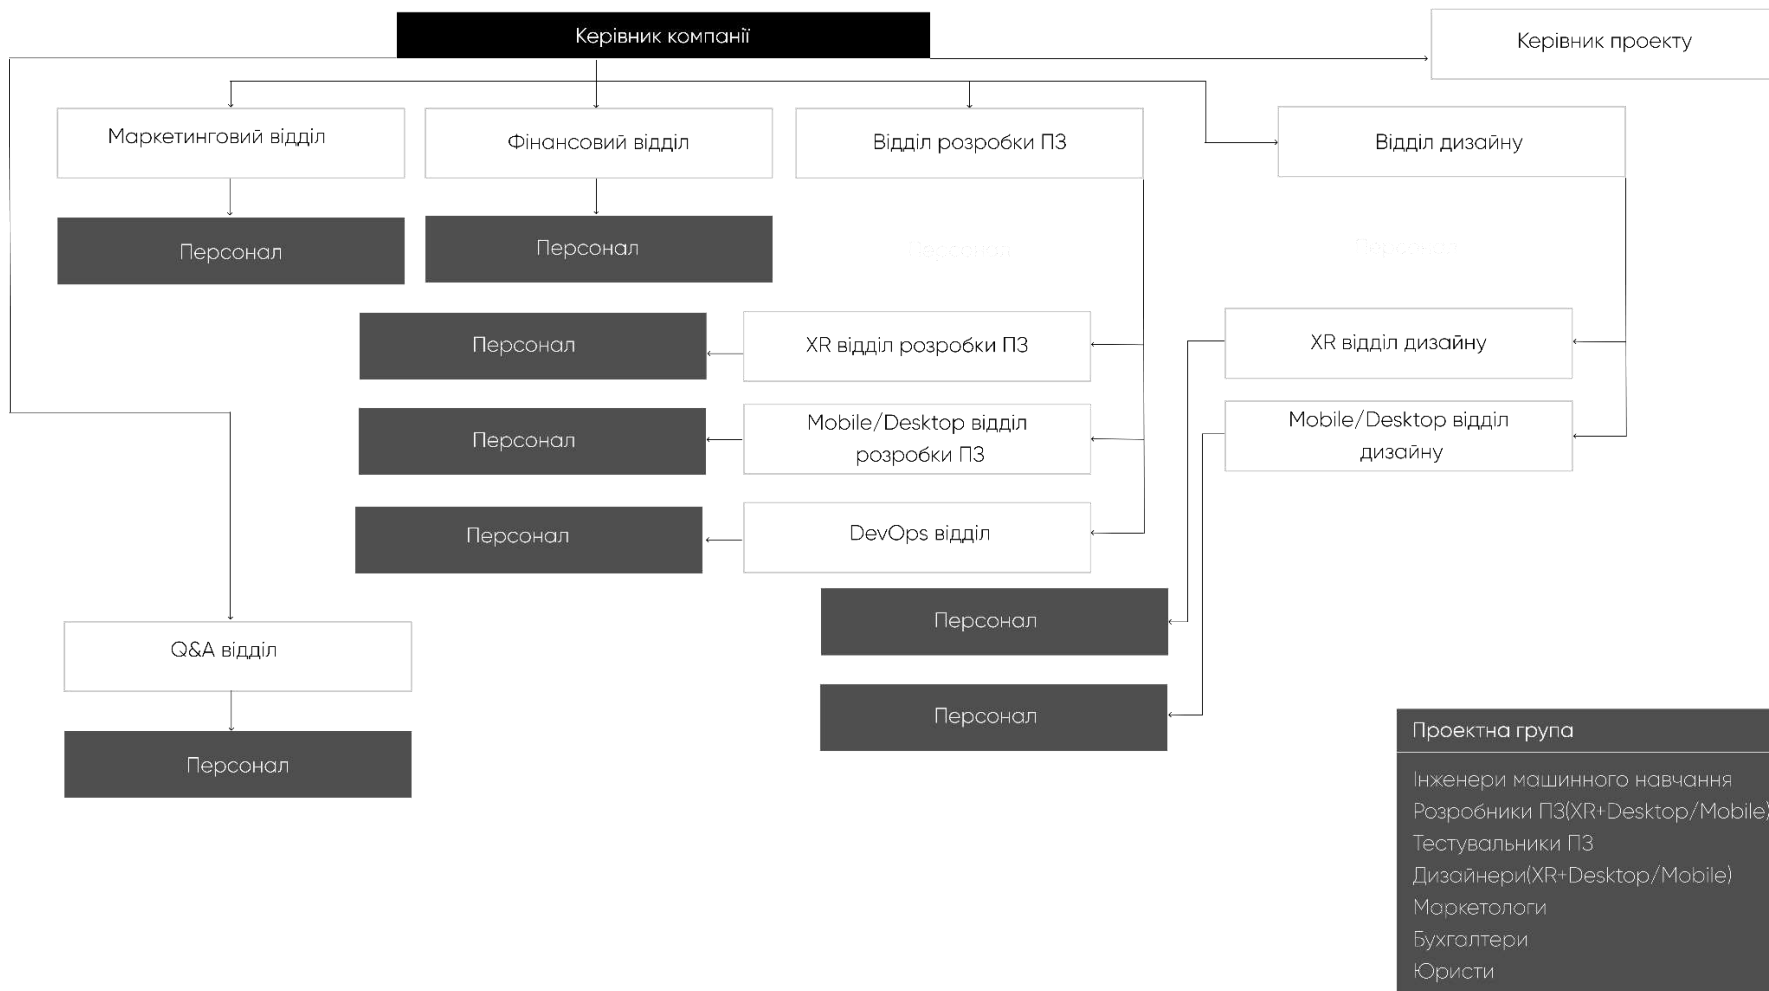 Керівник компанії
Керівник проекту
Маркетинговий відділ
Фінансовий відділ
Відділ розробки ПЗ
Відділ дизайну
Персонал
Персонал
Персонал
Персонал
Персонал
XR відділ розробки ПЗ
XR відділ дизайну
Персонал
Mobile/Desktop відділ
розробки ПЗ
Mobile/Desktop відділ
дизайну
Персонал
DevOps відділ
Персонал
Q&A відділ
Персонал
Персонал
Проектна група
Інженери машинного навчання
Розробники ПЗ(XR+Desktop/Mobile)
Тестувальники ПЗ
Дизайнери(XR+Desktop/Mobile)
Маркетологи
Бухгалтери
Юристи